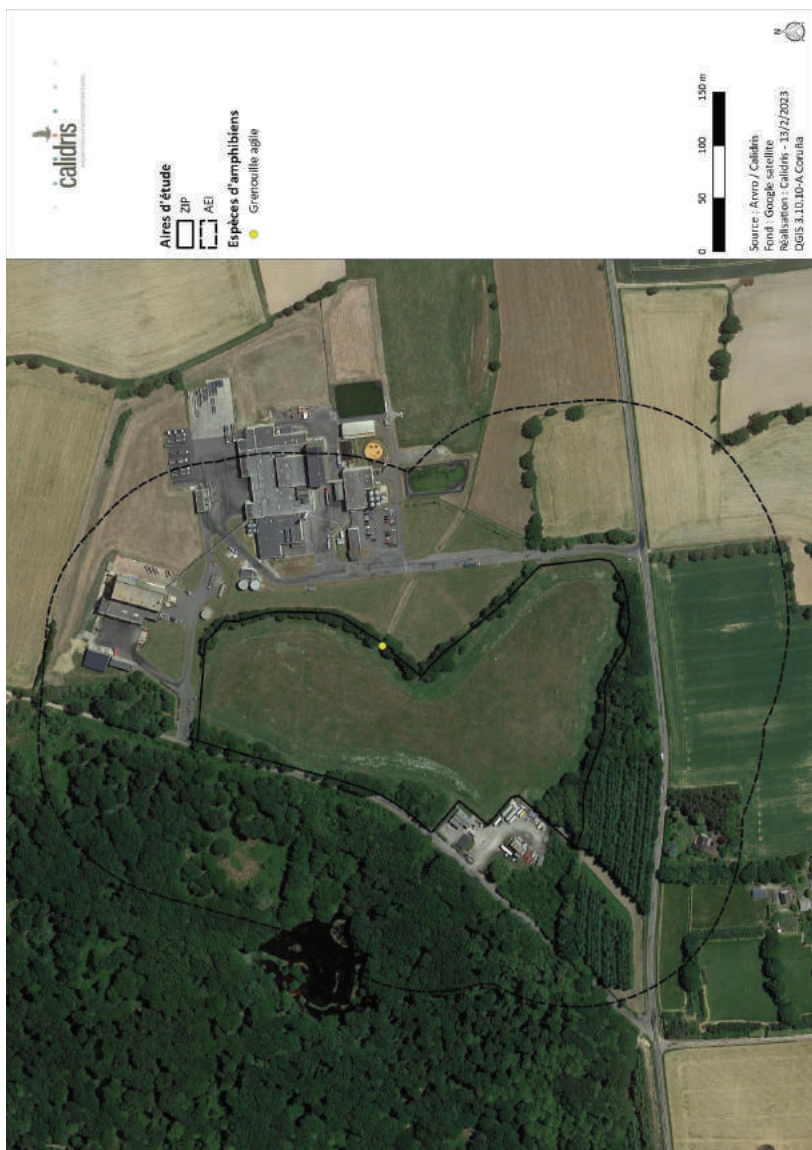 calidris
Aires d'étude
ZIP
AEI
Espèces d'amphibiens
Grenouille agile
0 50 100 150 m
Source : Arvro / Calidris
Fond : Google satellite
Réalisation : Calidris - 13/2/2023
QGIS 3.10.10-A Coruña
N